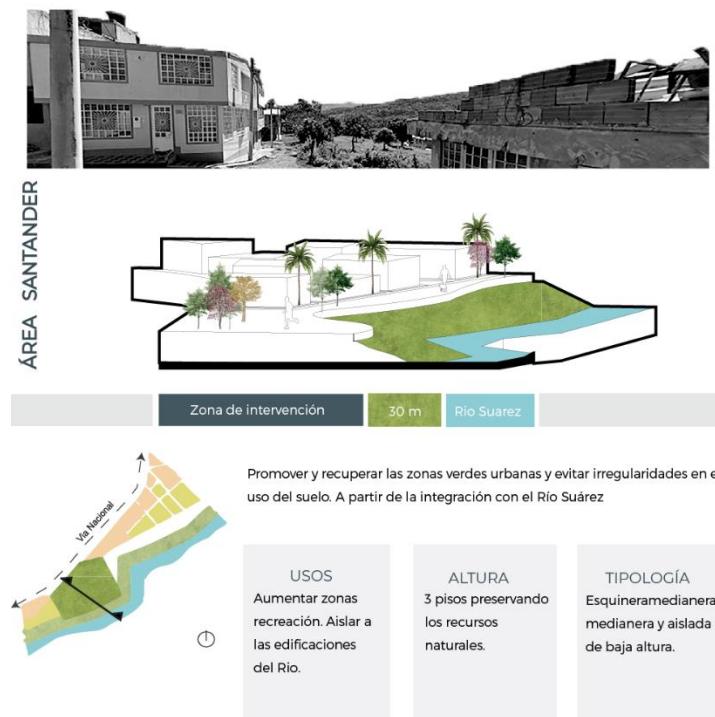 ÁREA SANTANDER
Zona de intervención
30 m
Rio Suarez
Vía Nacional
Promover y recuperar las zonas verdes urbanas y evitar irregularidades en e
uso del suelo. A partir de la integración con el Río Suárez
USOS
Aumentar zonas
recreación. Aislar a
las edificaciones
del Rio.
ALTURA
3 pisos preservando
los recursos
naturales.
TIPOLOGÍA
Esquineramedianera
medianera y aislada
de baja altura.